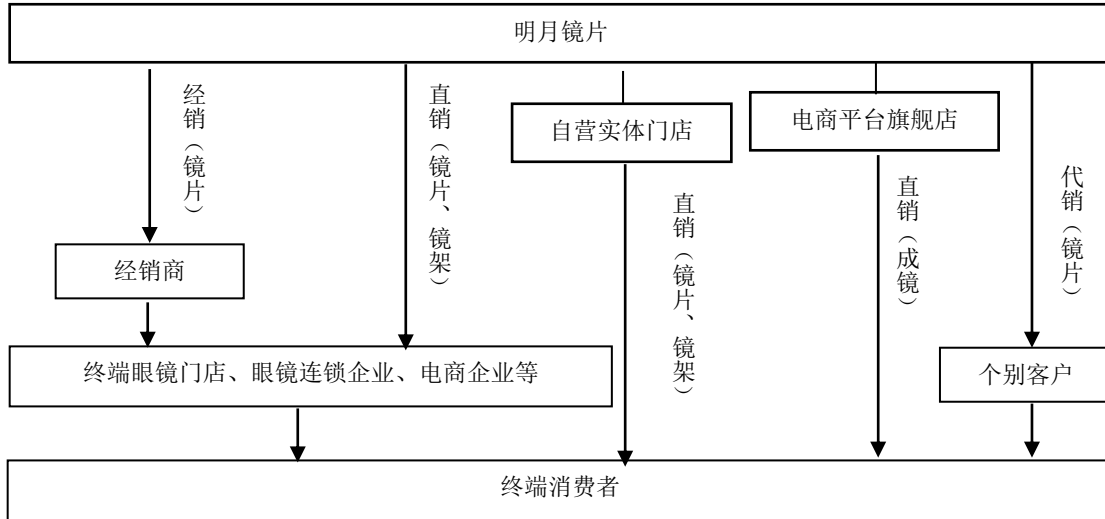 明月镜片
经销（镜片）
直销（镜片、镜架）
自营实体门店
电商平台旗舰店
代销（镜片）
直销（镜片、镜架）
直销（成镜）
经销商
终端眼镜门店、眼镜连锁企业、电商企业等
个别客户
终端消费者